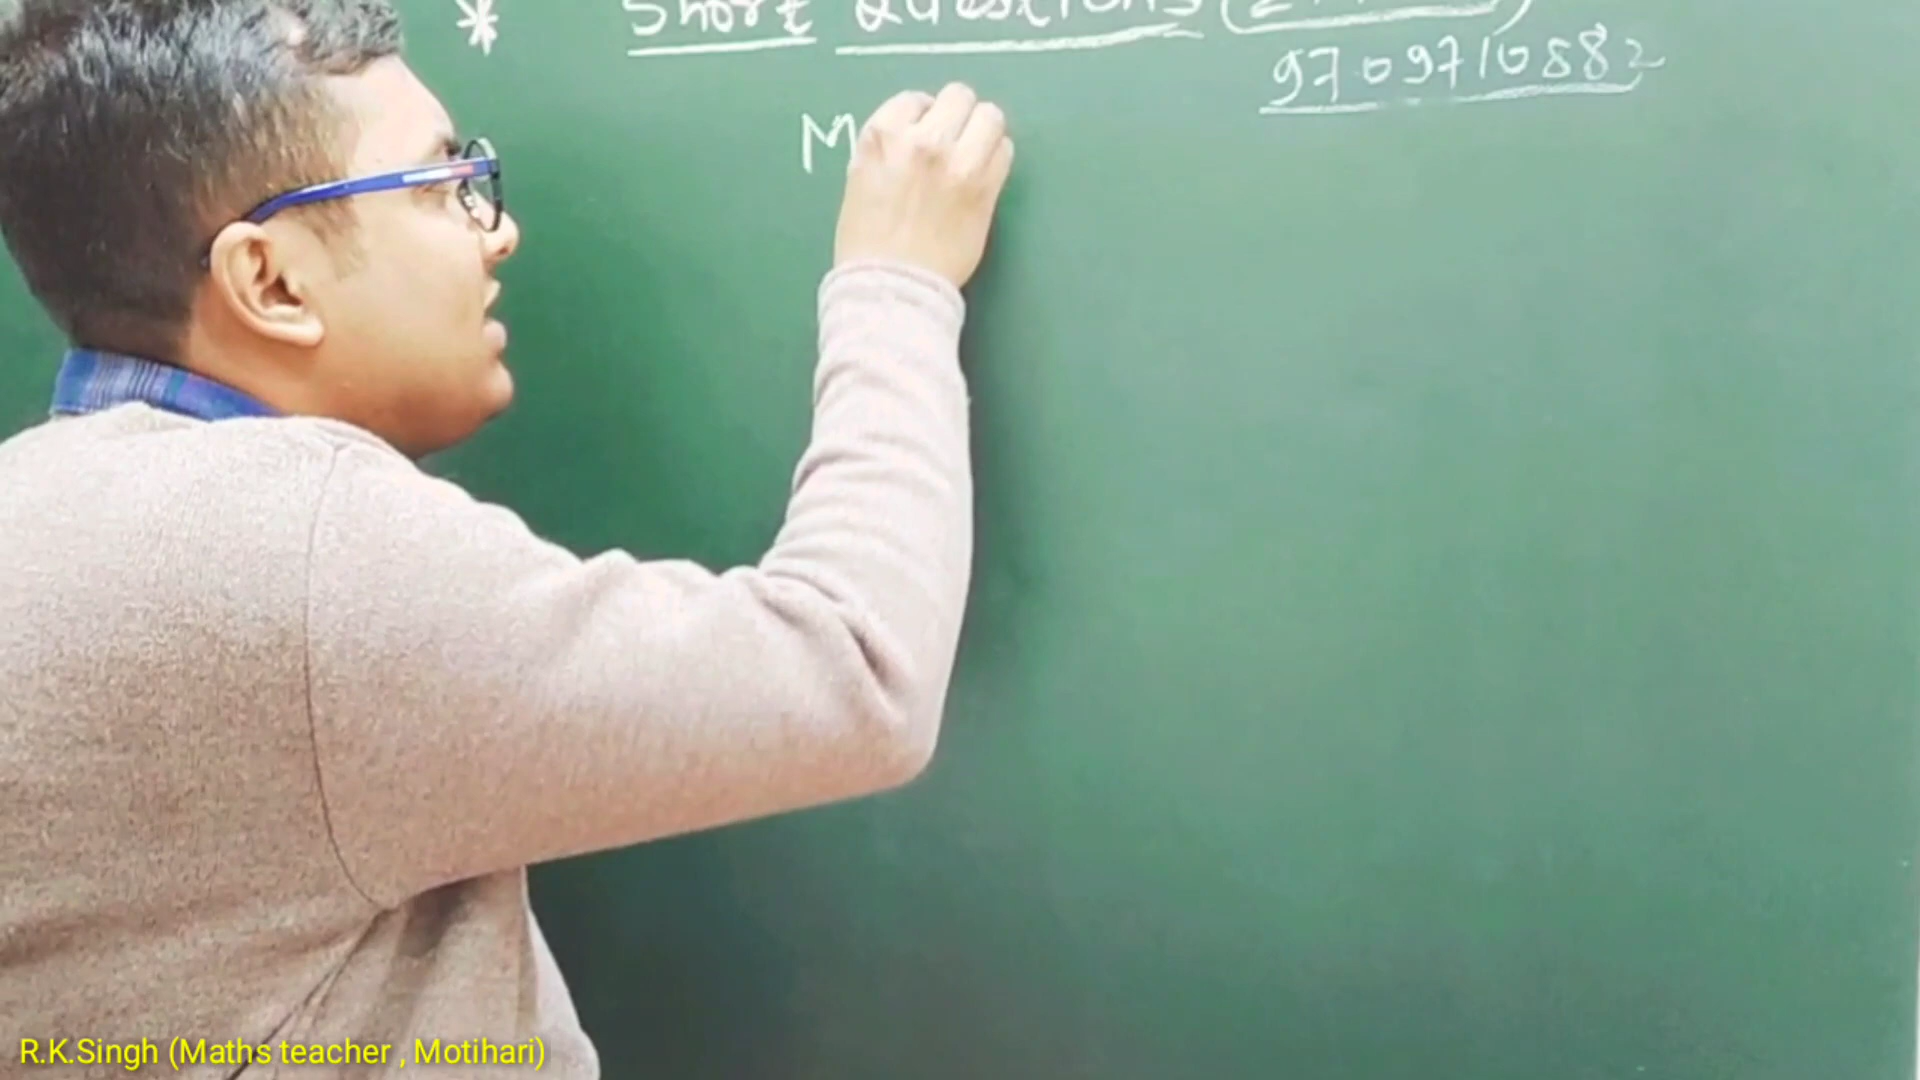 * Short Questions
9709710882
M
R.K.Singh (Maths teacher , Motihari)